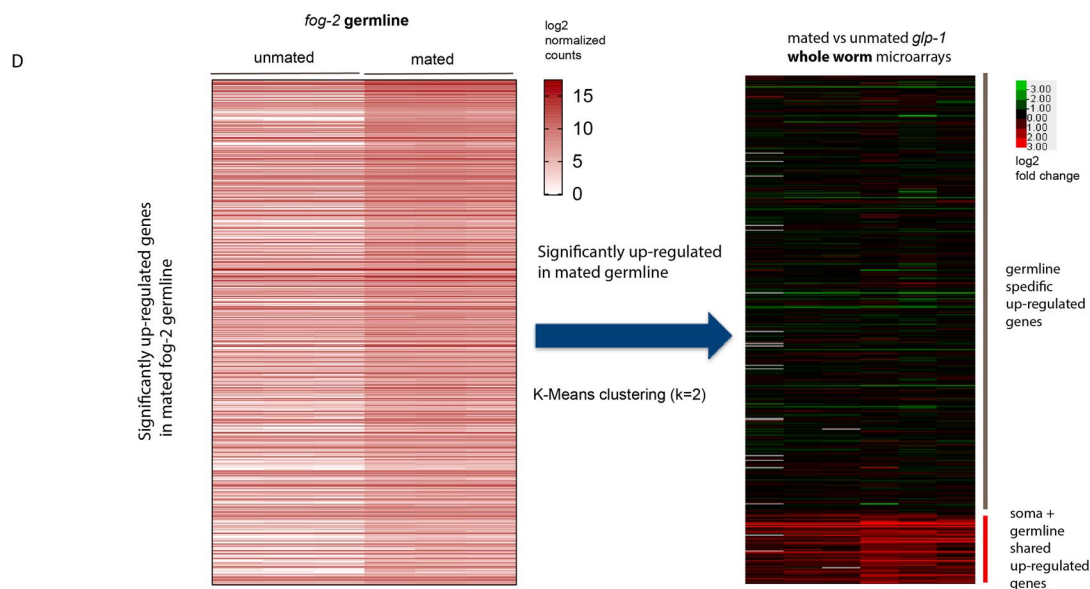 D
fog-2 germline
unmated
mated
Significantly up-regulated genes
in mated fog-2 germline
log2
normalized
counts
15
10
5
0
Significantly up-regulated
in mated germline
K-Means clustering (k=2)
mated vs unmated glp-1
whole worm microarrays
-3.00
-2.00
-1.00
0.00
1.00
2.00
3.00
log2
fold change
germline
spedific
up-regulated
genes
soma +
germline
shared
up-regulated
genes